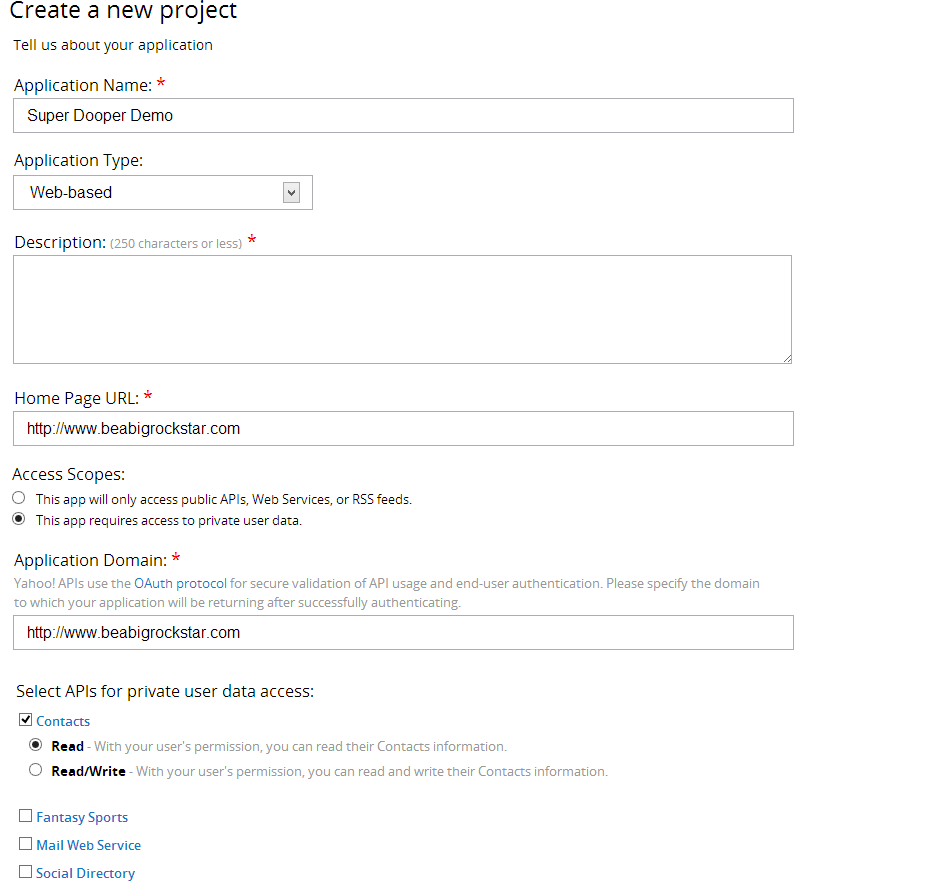 Create a new project
Tell us about your application
Application Name: *
Super Dooper Demo
Application Type:
Web-based
Description: (250 characters or less) *
Home Page URL: *
http://www.beabigrockstar.com
Access Scopes:
This app will only access public APIs, Web Services, or RSS feeds.
This app requires access to private user data.
Application Domain: *
Yahoo! APIs use the OAuth protocol for secure validation of API usage and end-user authentication. Please specify the domain
to which your application will be returning after successfully authenticating.
http://www.beabigrockstar.com
Select APIs for private user data access:
Contacts
Read - With your user's permission, you can read their Contacts information.
Read/Write - With your user's permission, you can read and write their Contacts information.
Fantasy Sports
Mail Web Service
Social Directory